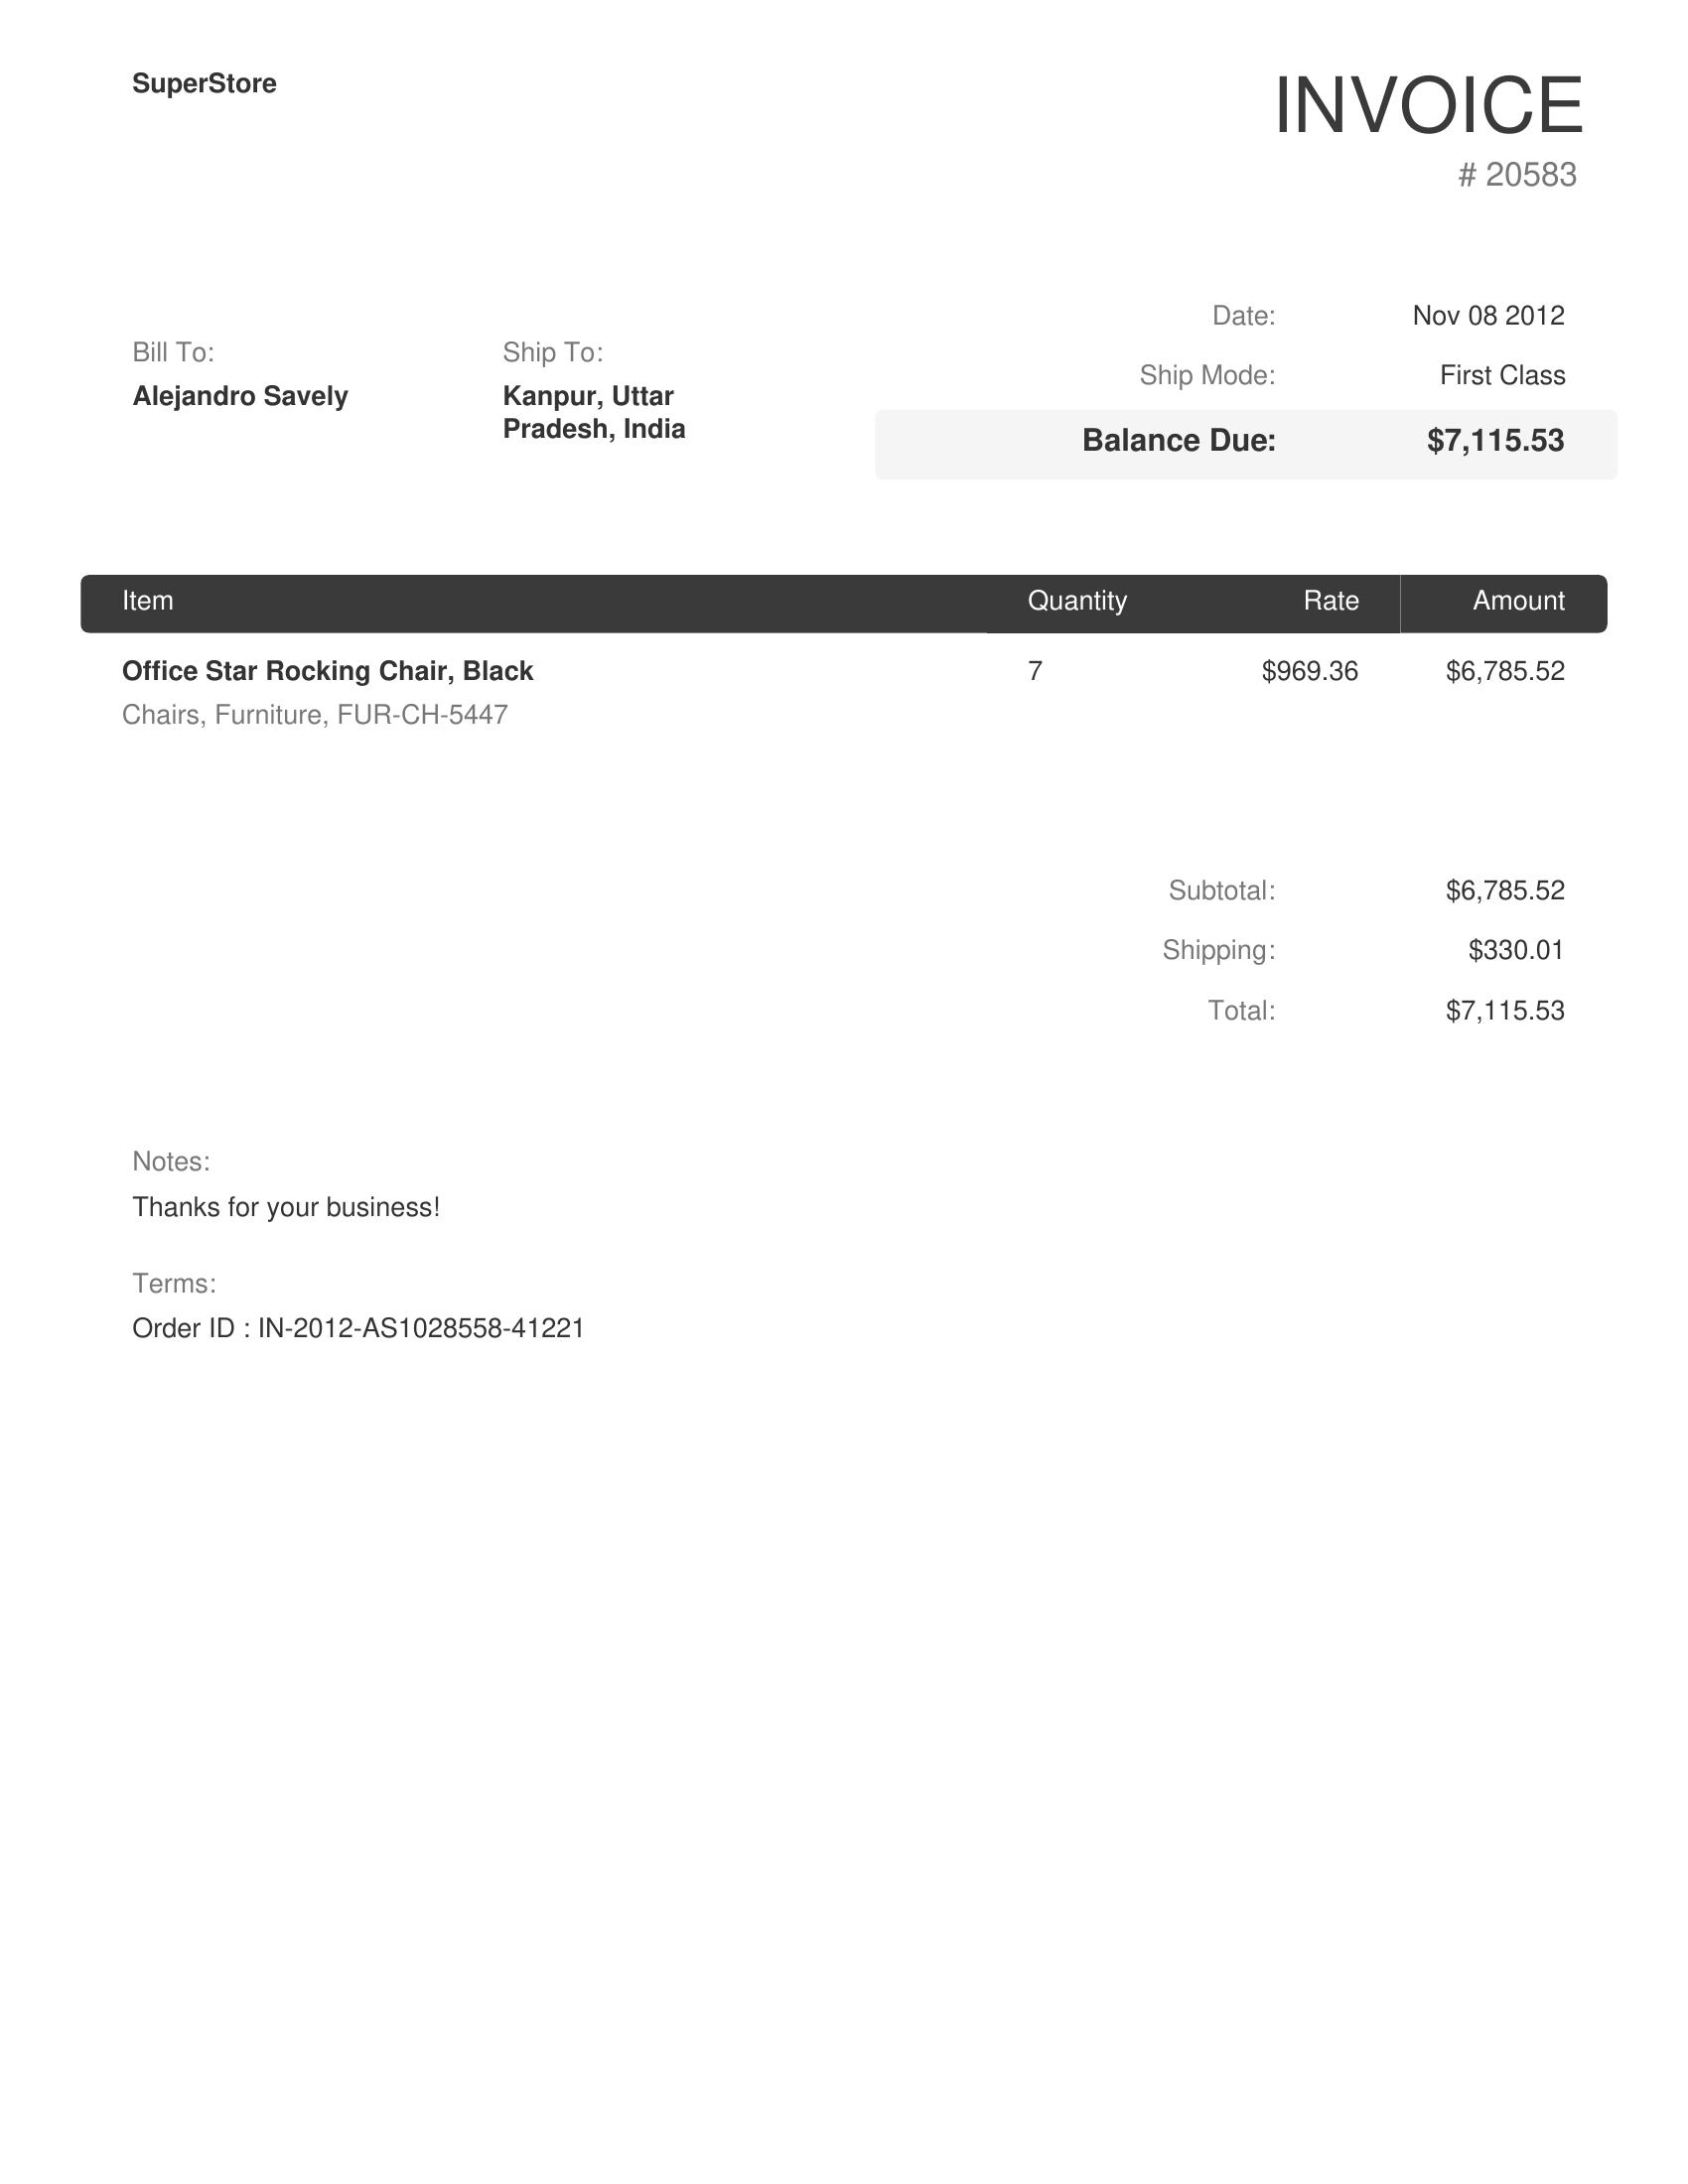 SuperStore
INVOICE
# 20583
Date: Nov 08 2012
Ship Mode: First Class
Balance Due: $7,115.53
Bill To:
Alejandro Savely
Ship To:
Kanpur, Uttar
Pradesh, India
Item Quantity Rate Amount
Office Star Rocking Chair, Black 7 $969.36 $6,785.52
Chairs, Furniture, FUR-CH-5447
Subtotal: $6,785.52
Shipping: $330.01
Total: $7,115.53
Notes:
Thanks for your business!
Terms:
Order ID : IN-2012-AS1028558-41221